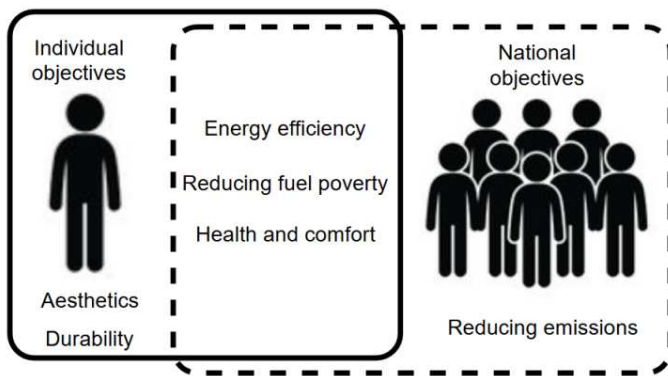 Individual
objectives
Aesthetics
Durability
Energy efficiency
Reducing fuel poverty
Health and comfort
National
objectives
Reducing emissions